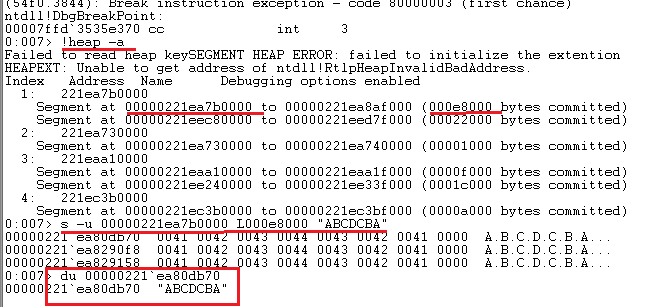 (54f0.3844): Break instruction exception - code 80000003 (first chance)
ntdll!DbgBreakPoint:
00007ffd`3535e370 cc              int     3
0:007> !heap -a
Failed to read heap keySEGMENT HEAP ERROR: failed to initialize the extention
HEAPEXT: Unable to get address of ntdll!RtlpHeapInvalidBadAddress.
Index   Address  Name      Debugging options enabled
  1:   221ea7b0000
    Segment at 00000221ea7b0000 to 00000221ea8af000 (000e8000 bytes committed)
    Segment at 00000221eec80000 to 00000221eed7f000 (00022000 bytes committed)
  2:   221ea730000
    Segment at 00000221ea730000 to 00000221ea740000 (00001000 bytes committed)
  3:   221eaa10000
    Segment at 00000221eaa10000 to 00000221eaa1f000 (0000f000 bytes committed)
    Segment at 00000221ee240000 to 00000221ee33f000 (0001c000 bytes committed)
  4:   221ec3b0000
    Segment at 00000221ec3b0000 to 00000221ec3bf000 (0000a000 bytes committed)
0:007> s -u 00000221ea7b0000 L000e8000 "ABCDCBA"
00000221`ea80db70  0041 0042 0043 0044 0043 0042 0041 0000  A.B.C.D.C.B.A...
00000221`ea8290f8  0041 0042 0043 0044 0043 0042 0041 0000  A.B.C.D.C.B.A...
00000221`ea829158  0041 0042 0043 0044 0043 0042 0041 0000  A.B.C.D.C.B.A...
0:007> du 00000221`ea80db70
00000221`ea80db70  "ABCDCBA"